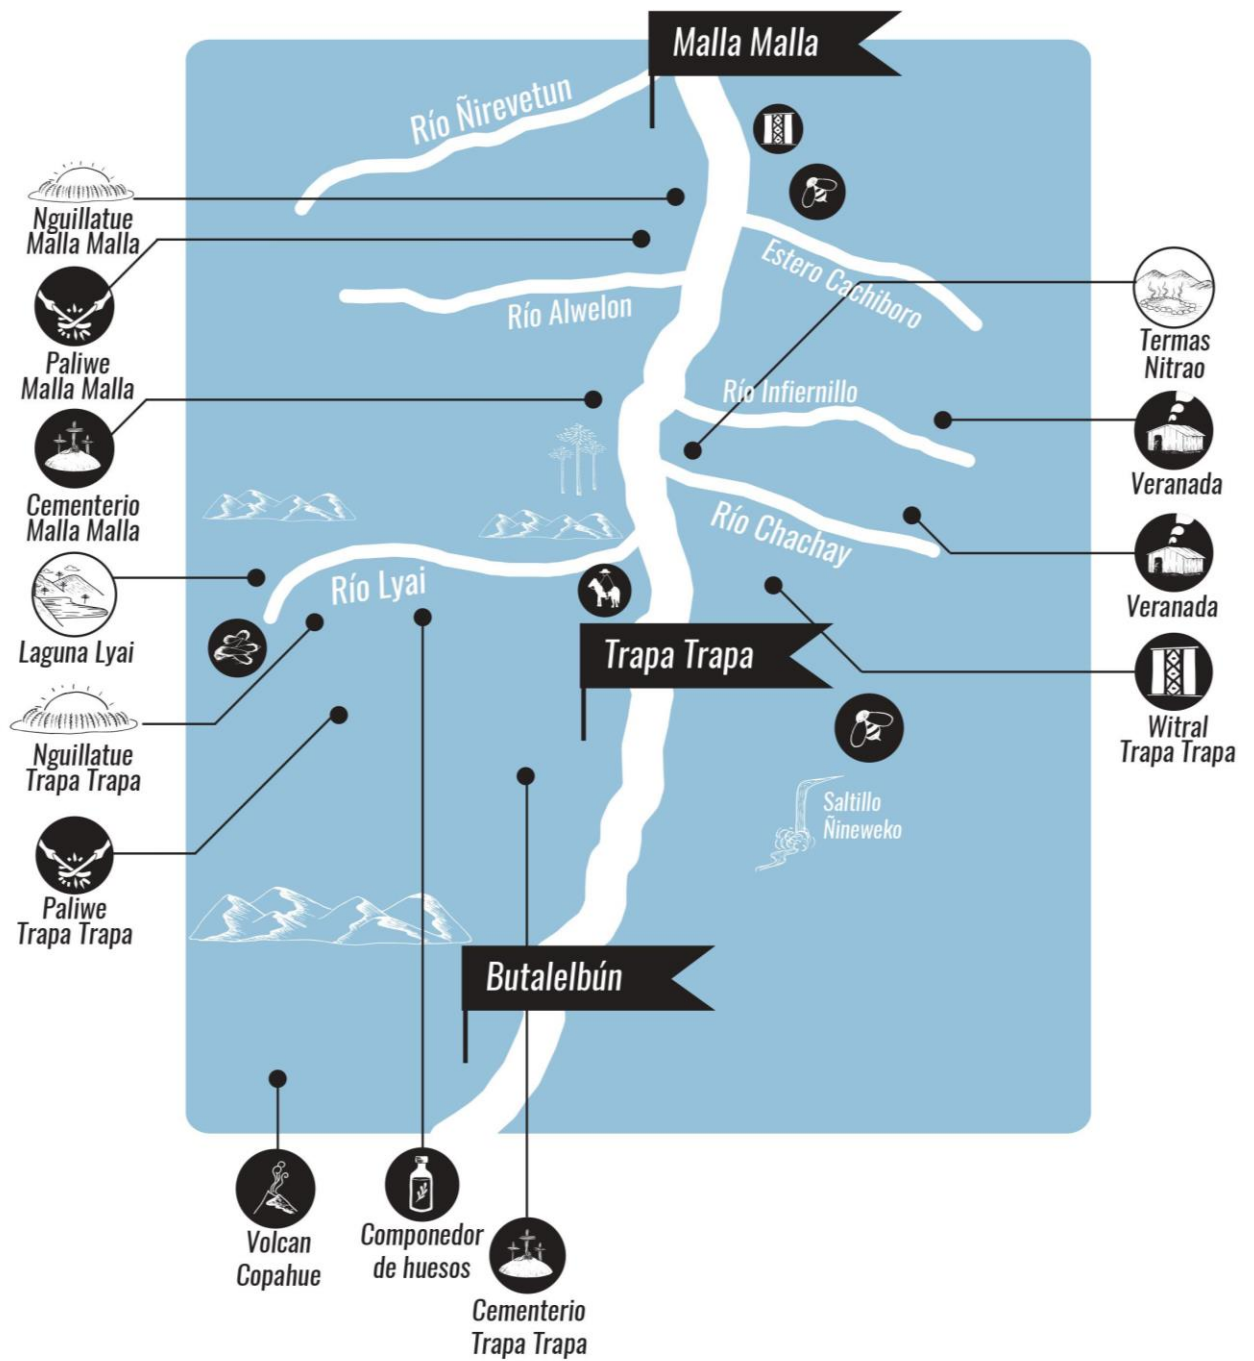 Malla Malla
Río Ñirevetun
Nguillatue
Malla Malla
Estero Cachiboro
Río Alwelon
Paliwe
Malla Malla
Termas
Nitrao
Río Infiernillo
Cementerio
Malla Malla
Veranada
Río Chachay
Río Lyai
Veranada
Laguna Lyai
Trapa Trapa
Witral
Trapa Trapa
Nguillatue
Trapa Trapa
Saltillo
Ñineweko
Paliwe
Trapa Trapa
Butalelbún
Volcan
Copahue
Componedor
de huesos
Cementerio
Trapa Trapa